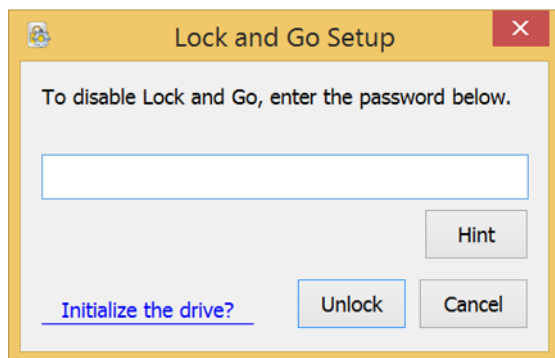 Lock and Go Setup
To disable Lock and Go, enter the password below.
Hint
Initialize the drive?
Unlock
Cancel